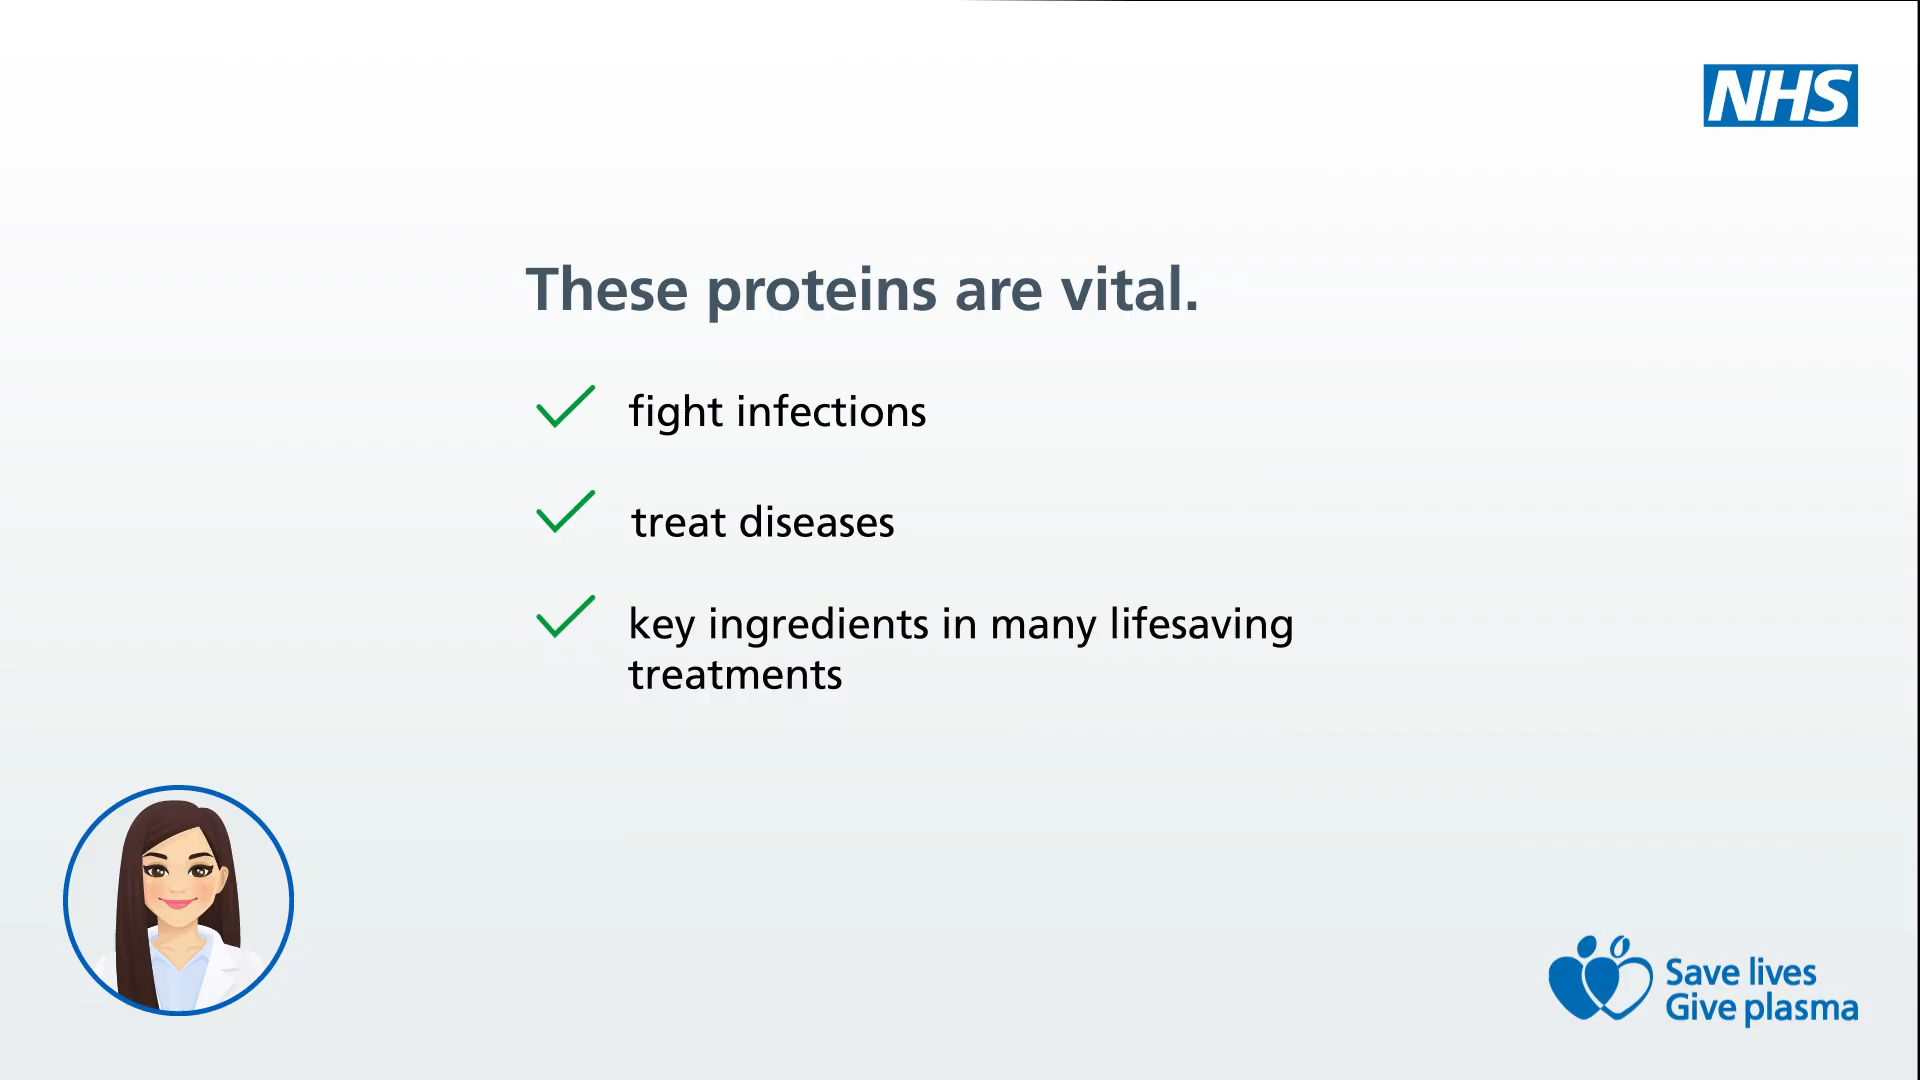 NHS
These proteins are vital.
fight infections
treat diseases
key ingredients in many lifesaving
treatments
Save lives
Give plasma